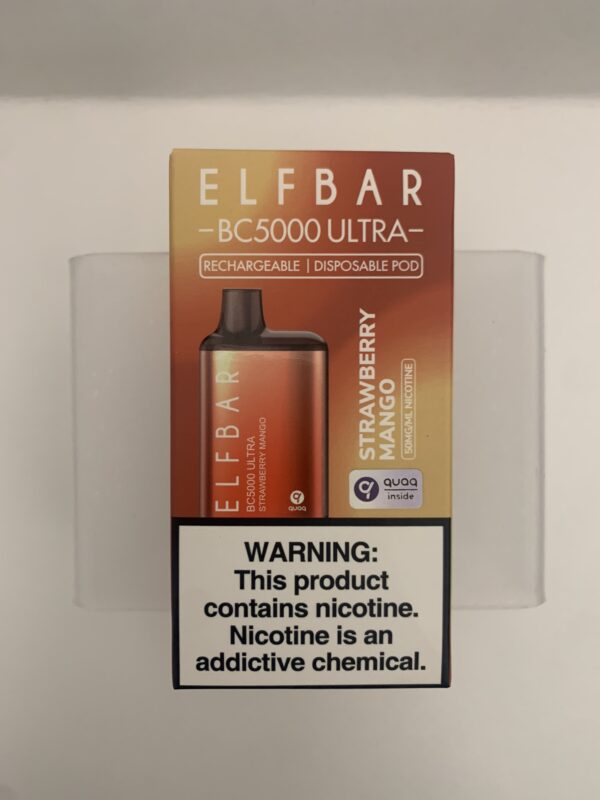 ELFBAR
-BC5000 ULTRA-
RECHARGEABLE | DISPOSABLE POD
STRAWBERRY
MANGO
50MG/ML NICOTINE
ELFBAR
BC5000 ULTRA
STRAWBERRY MANGO
quaq
quaq
inside
WARNING:
This product
contains nicotine.
Nicotine is an
addictive chemical.